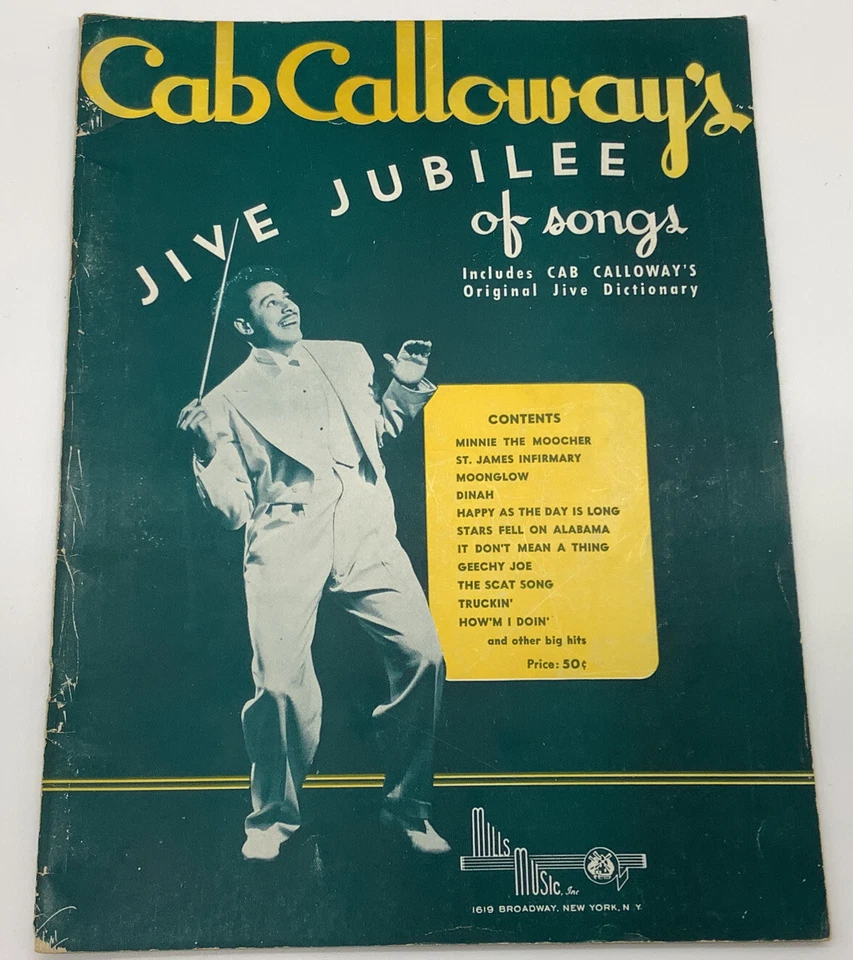 Cab Calloway's
JIVE JUBILEE
of songs
Includes CAB CALLOWAY'S
Original Jive Dictionary
CONTENTS
MINNIE THE MOOCHER
ST. JAMES INFIRMARY
MOONGLOW
DINAH
HAPPY AS THE DAY IS LONG
STARS FELL ON ALABAMA
IT DON'T MEAN A THING
GEECHY JOE
THE SCAT SONG
TRUCKIN'
HOW'M I DOIN'
and other big hits
Price: 50¢
MILLS
MUSIC, Inc
1619 BROADWAY, NEW YORK, N. Y.